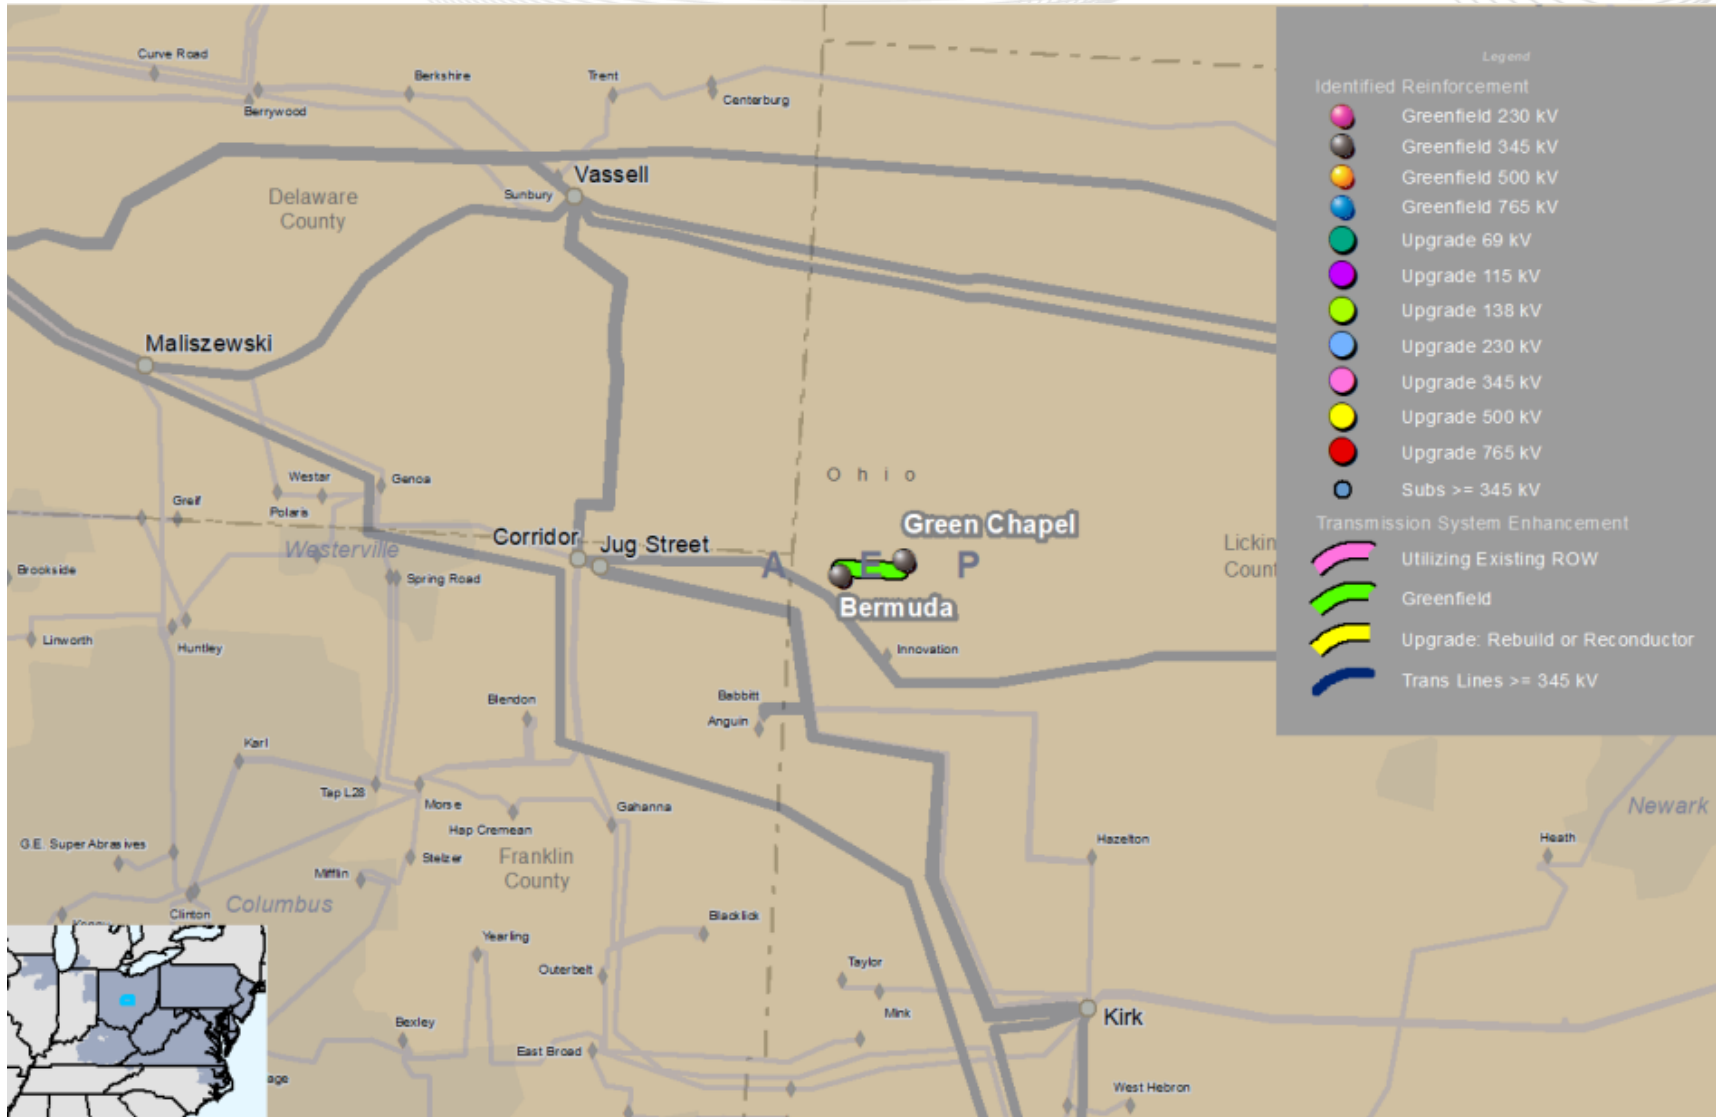 Curve Road
Berkshire
Trent
Berrywood
Centerburg
Vassell
Sunbury
Delaware
County
Maliszewski
Westar
Genoa
Greif
Polaris
Ohio
Green Chapel
Corridor
Jug Street
Westerville
A E P
Brookside
Spring Road
Bermuda
Linworth
Huntley
Innovation
Blendon
Babbitt
Anguin
Karl
Tap L28
Morse
Gahanna
Hap Cremean
Hazelton
Heath
Newark
G.E. Super Abrasives
Stelzer
Franklin
County
Mifflin
Columbus
Clinton
Blacklick
Yearling
Outerbelt
Taylor
Mink
Kirk
Bexley
East Broad
West Hebron
age
Lickin
Count
Legend
Identified Reinforcement
Greenfield 230 kV
Greenfield 345 kV
Greenfield 500 kV
Greenfield 765 kV
Upgrade 69 kV
Upgrade 115 kV
Upgrade 138 kV
Upgrade 230 kV
Upgrade 345 kV
Upgrade 500 kV
Upgrade 765 kV
Subs >= 345 kV
Transmission System Enhancement
Utilizing Existing ROW
Greenfield
Upgrade: Rebuild or Reconductor
Trans Lines >= 345 kV